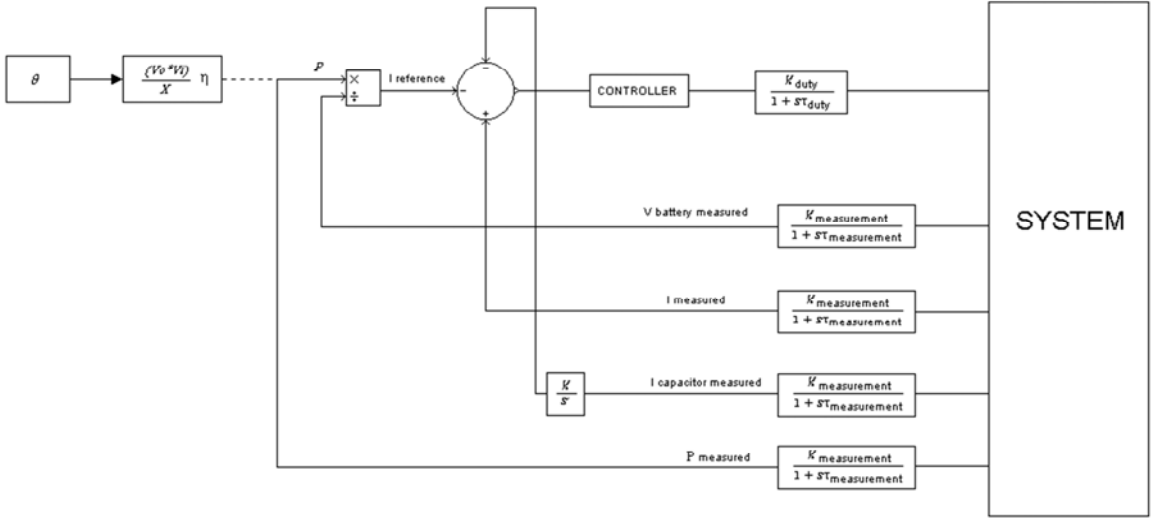 θ
(Vo*Vi)
X
η
P
×
÷
I reference
−
−
+
CONTROLLER
K duty
1 + sτ duty
V battery measured
K measurement
1 + sτ measurement
SYSTEM
I measured
K measurement
1 + sτ measurement
K
s
I capacitor measured
K measurement
1 + sτ measurement
P measured
K measurement
1 + sτ measurement